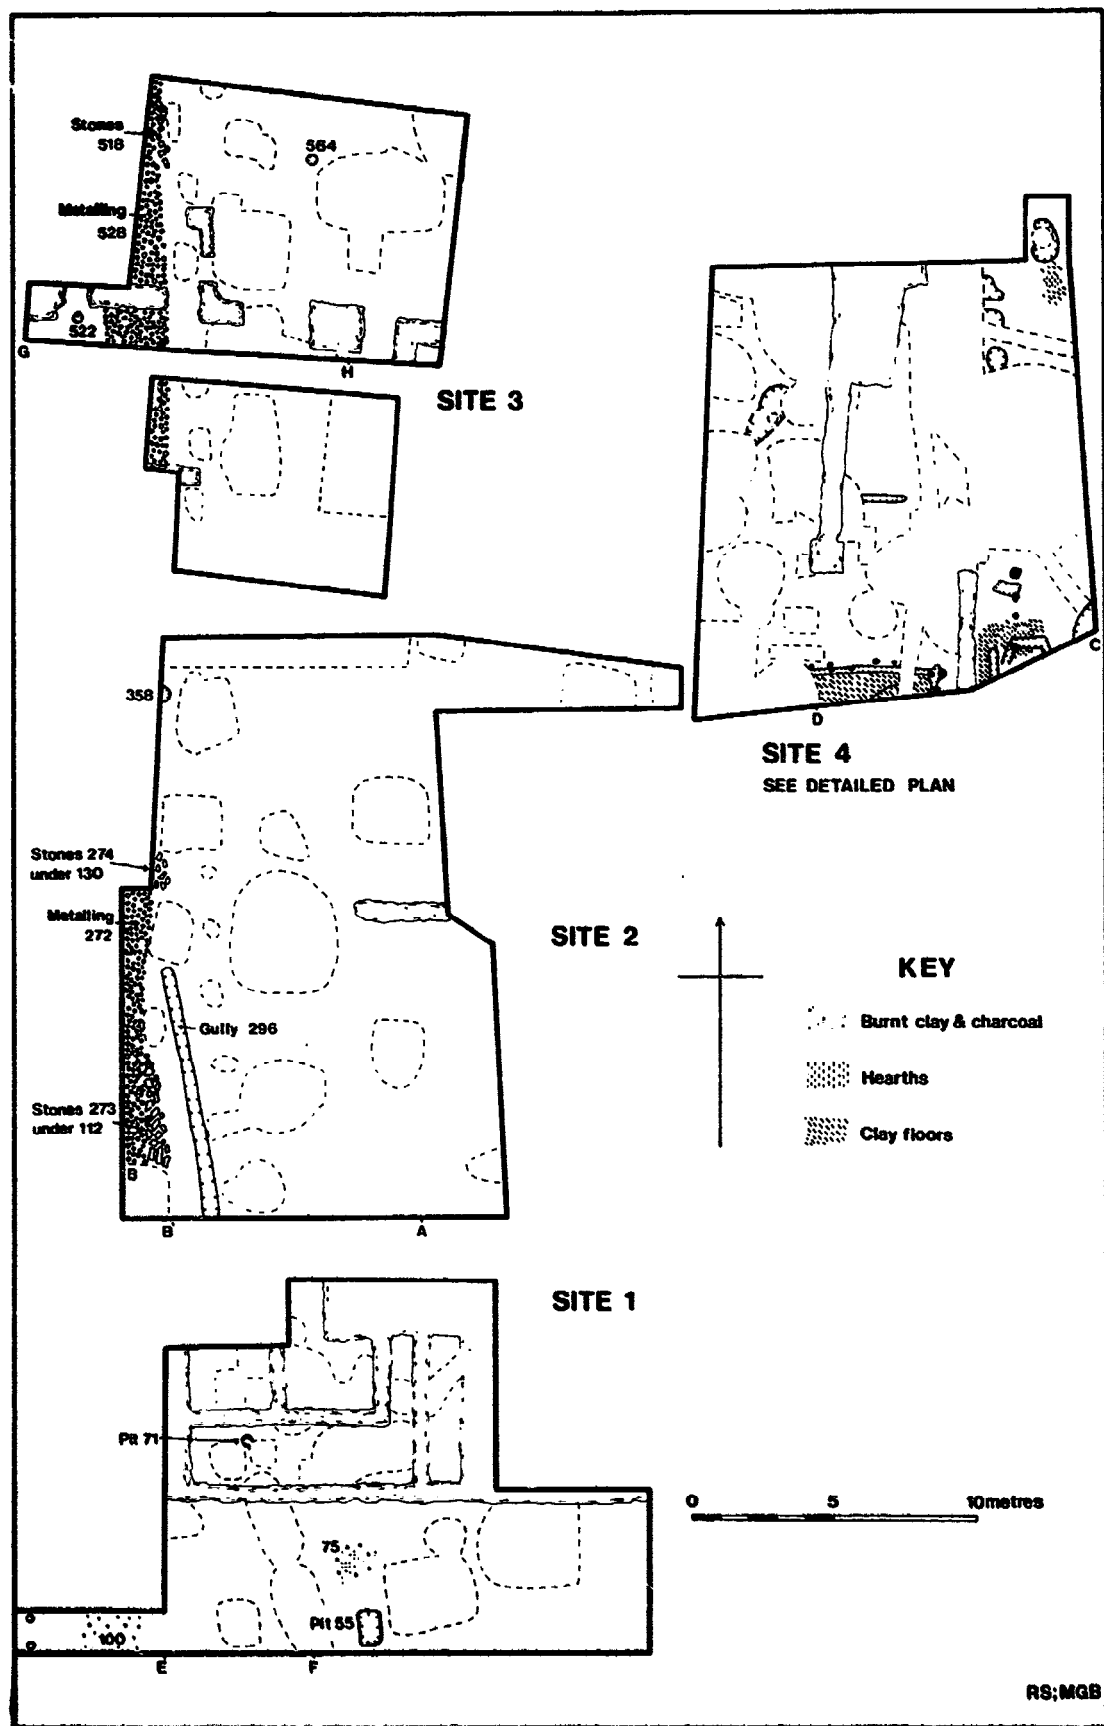 Stones
518
564
Metalling
528
522
G
H
SITE 3
C
D
SITE 4
SEE DETAILED PLAN
358
Stones 274
under 130
Metalling
272
SITE 2
KEY
Burnt clay & charcoal
Hearths
Clay floors
Gully 296
Stones 273
under 112
B
B
A
SITE 1
Pit 71
0 5 10metres
75
Pit 55
100
E
F
RS;MGB